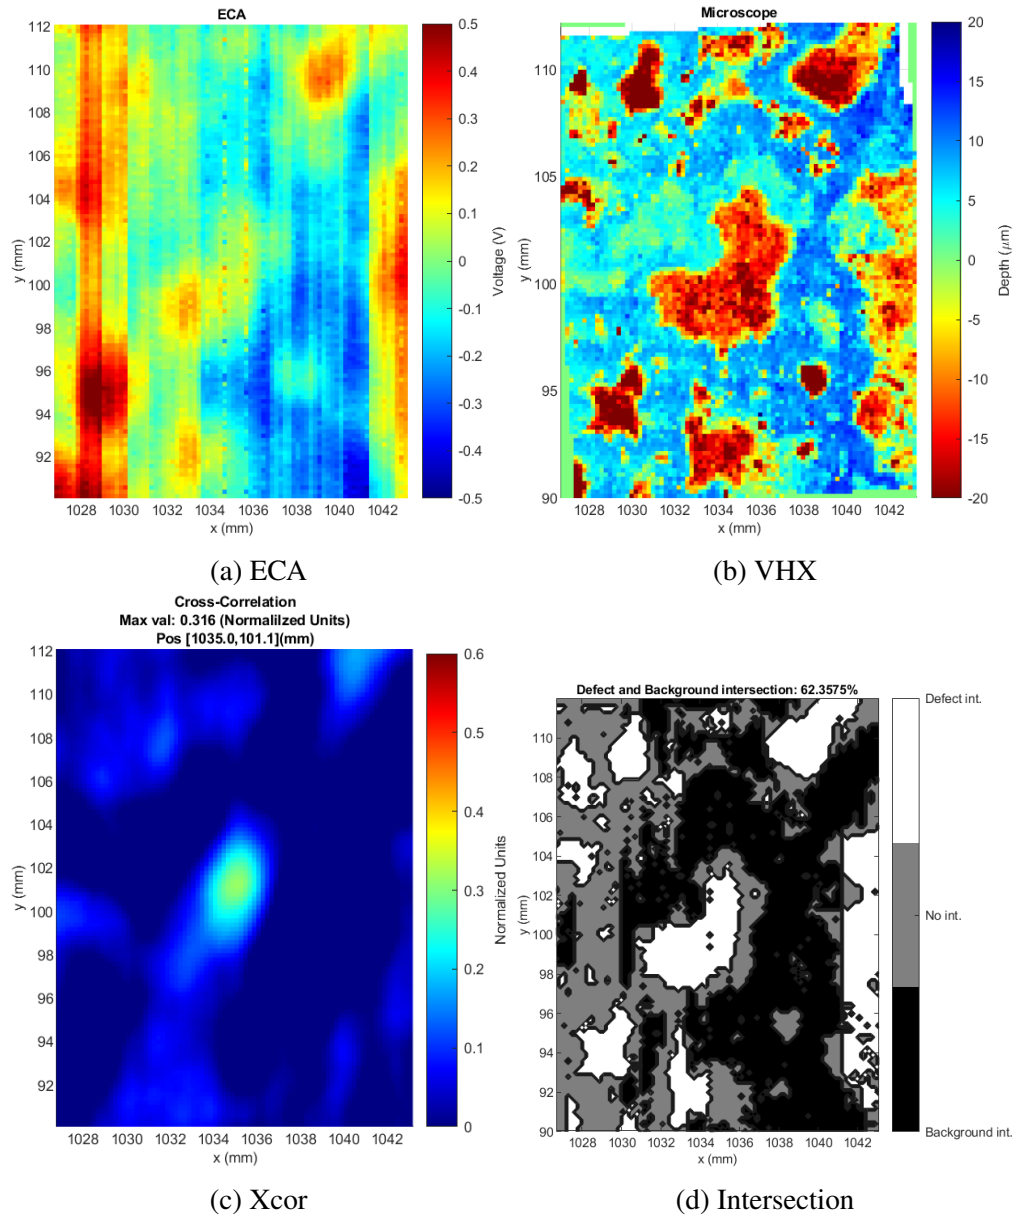 ECA
112
110
108
106
104
102
100
98
96
94
92
y (mm)
1028 1030 1032 1034 1036 1038 1040 1042
x (mm)
0.5
0.4
0.3
0.2
0.1
0
-0.1
-0.2
-0.3
-0.4
-0.5
Voltage (V)
(a) ECA
Microscope
110
105
100
95
90
y (mm)
1028 1030 1032 1034 1036 1038 1040 1042
x (mm)
20
15
10
5
0
-5
-10
-15
-20
Depth (μm)
(b) VHX
Cross-Correlation
Max val: 0.316 (Normalilzed Units)
Pos [1035.0,101.1](mm)
112
110
108
106
104
102
100
98
96
94
92
y (mm)
1028 1030 1032 1034 1036 1038 1040 1042
x (mm)
0.6
0.5
0.4
0.3
0.2
0.1
0
Normalized Units
(c) Xcor
Defect and Background intersection: 62.3575%
110
108
106
104
102
100
98
96
94
92
90
y (mm)
1028 1030 1032 1034 1036 1038 1040 1042
x (mm)
Defect int.
No int.
Background int.
(d) Intersection